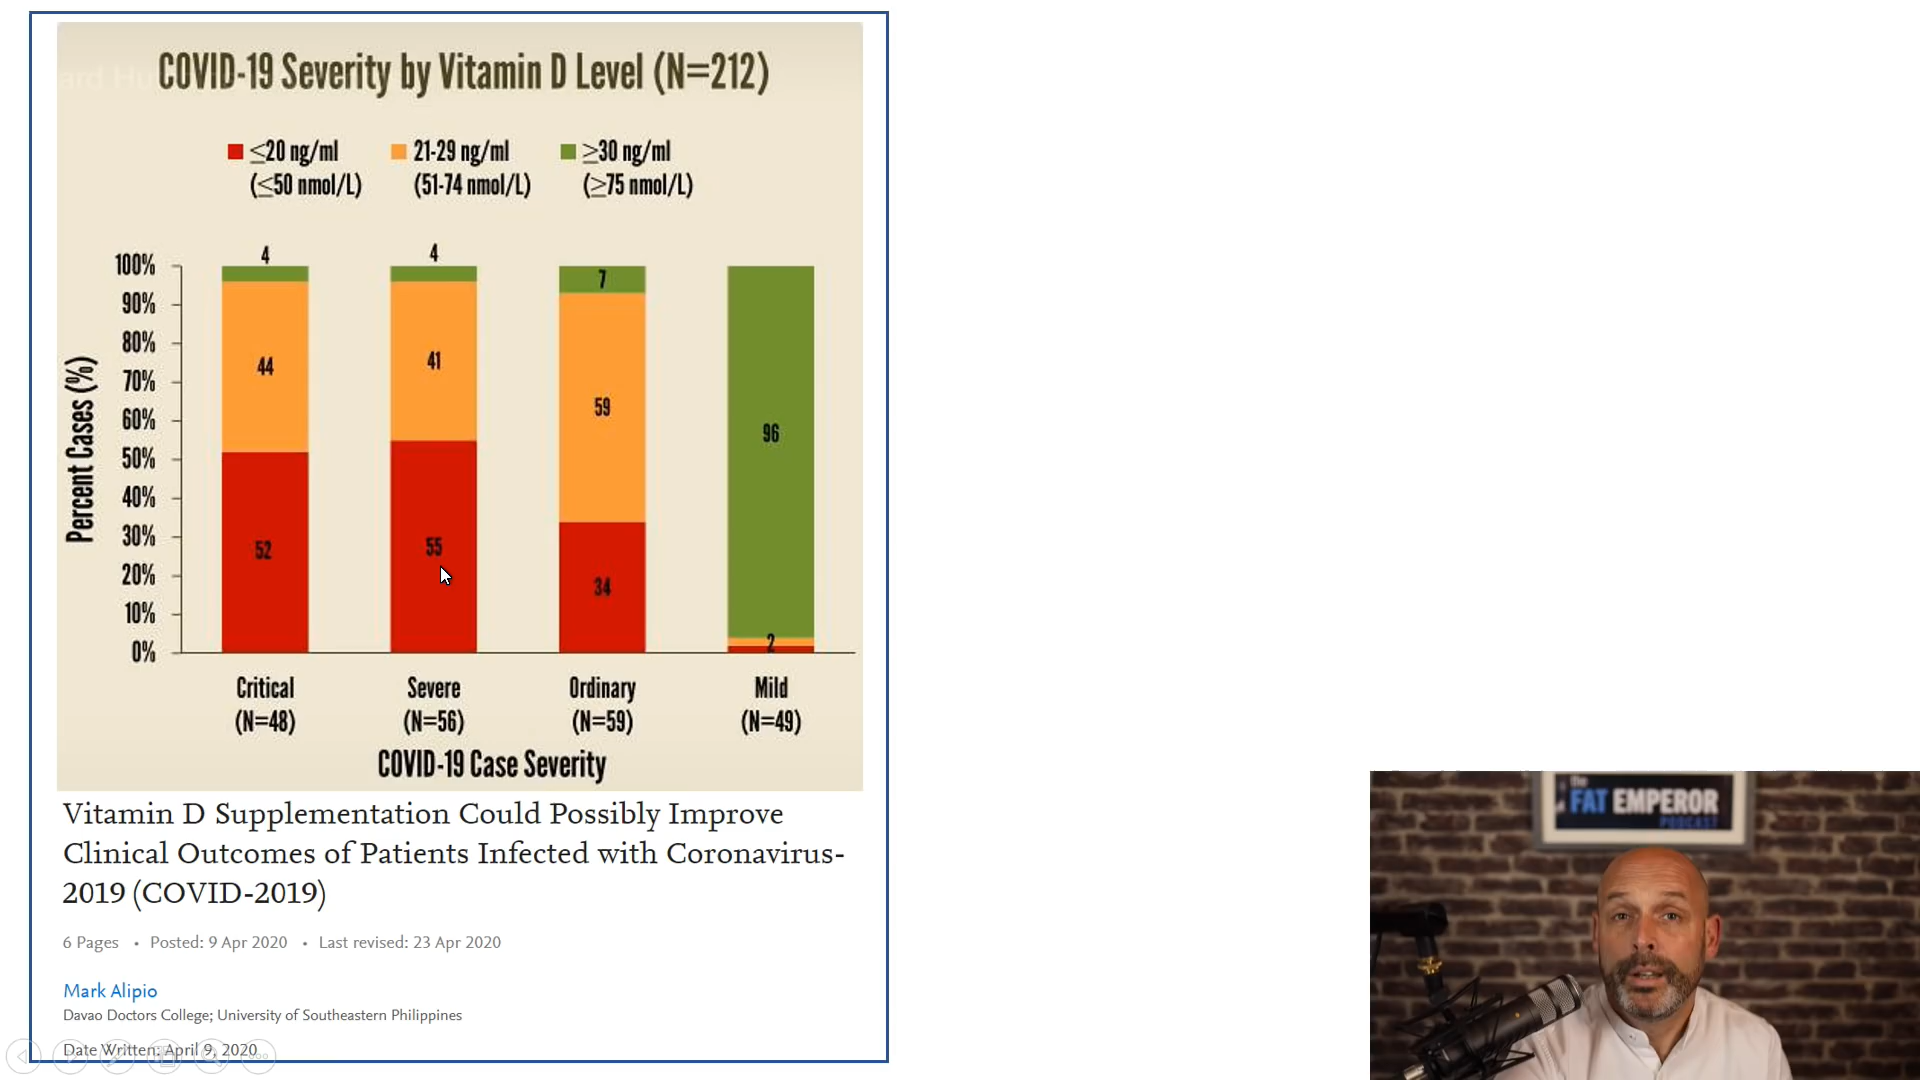 COVID-19 Severity by Vitamin D Level (N=212)
≤20 ng/ml
(≤50 nmol/L)
21-29 ng/ml
(51-74 nmol/L)
≥30 ng/ml
(≥75 nmol/L)
Percent Cases (%)
100%
90%
80%
70%
60%
50%
40%
30%
20%
10%
0%
4
44
52
4
41
55
7
59
34
96
2
Critical
(N=48)
Severe
(N=56)
Ordinary
(N=59)
Mild
(N=49)
COVID-19 Case Severity
Vitamin D Supplementation Could Possibly Improve
Clinical Outcomes of Patients Infected with Coronavirus-
2019 (COVID-2019)
6 Pages • Posted: 9 Apr 2020 • Last revised: 23 Apr 2020
Mark Alipio
Davao Doctors College; University of Southeastern Philippines
Date Written: April 9, 2020
the
FAT EMPEROR
PODCAST